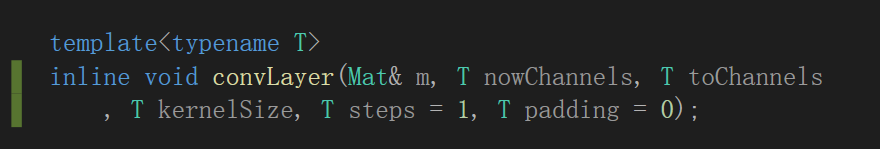 template<typename T>
inline void convLayer(Mat& m, T nowChannels, T toChannels
, T kernelSize, T steps = 1, T padding = 0);